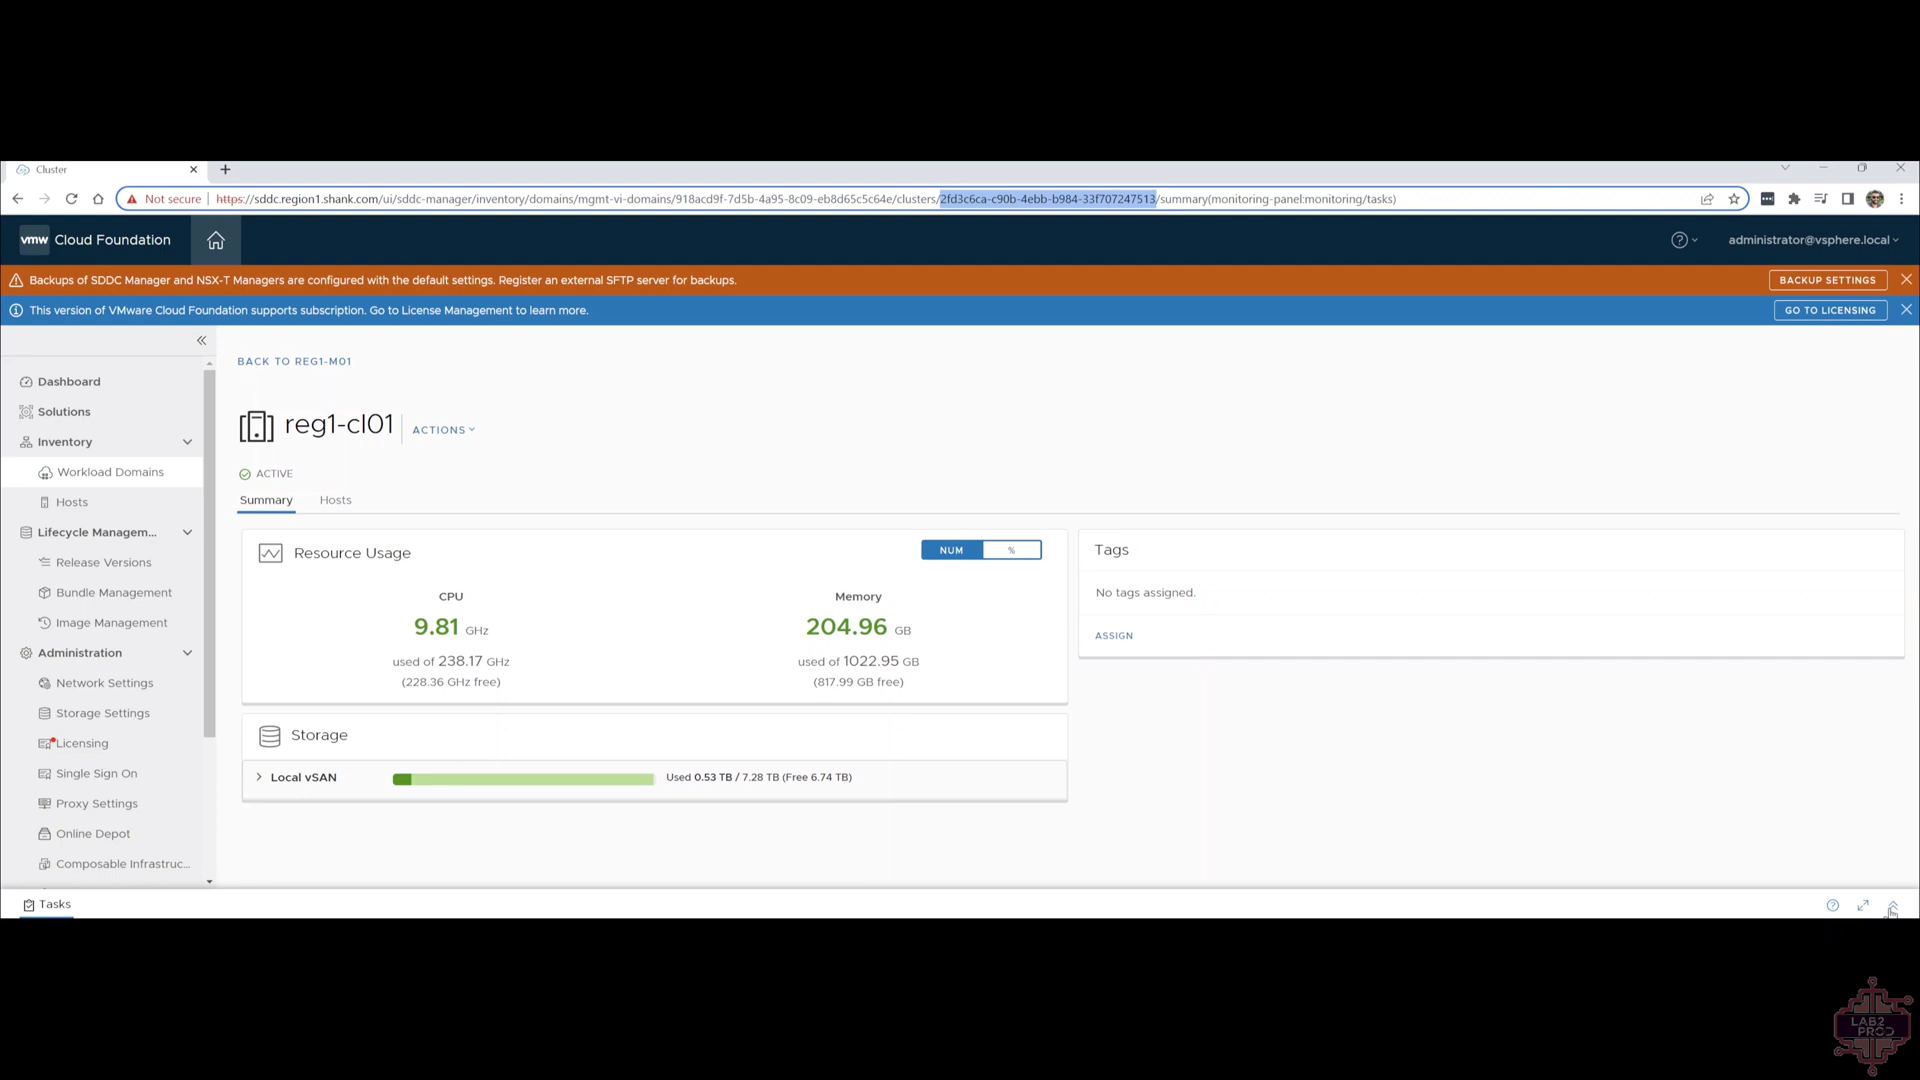 Cluster
Not secure https://sddc.region1.shank.com/ui/sddc-manager/inventory/domains/mgmt-vi-domains/918acd9f-7d5b-4a95-8c09-eb8d65c5c64e/clusters/2fd3c6ca-c90b-4ebb-b984-33f707247513/summary(monitoring-panel:monitoring/tasks)
vmw Cloud Foundation
administrator@vsphere.local
Backups of SDDC Manager and NSX-T Managers are configured with the default settings. Register an external SFTP server for backups.
BACKUP SETTINGS
This version of VMware Cloud Foundation supports subscription. Go to License Management to learn more.
GO TO LICENSING
Dashboard
Solutions
Inventory
Workload Domains
Hosts
Lifecycle Managem...
Release Versions
Bundle Management
Image Management
Administration
Network Settings
Storage Settings
Licensing
Single Sign On
Proxy Settings
Online Depot
Composable Infrastruc...
BACK TO REG1-M01
reg1-cl01
ACTIONS
ACTIVE
Summary Hosts
Resource Usage
NUM %
CPU
9.81 GHz
used of 238.17 GHz
(228.36 GHz free)
Memory
204.96 GB
used of 1022.95 GB
(817.99 GB free)
Storage
Local vSAN
Used 0.53 TB / 7.28 TB (Free 6.74 TB)
Tags
No tags assigned.
ASSIGN
Tasks
LAB2
PROD